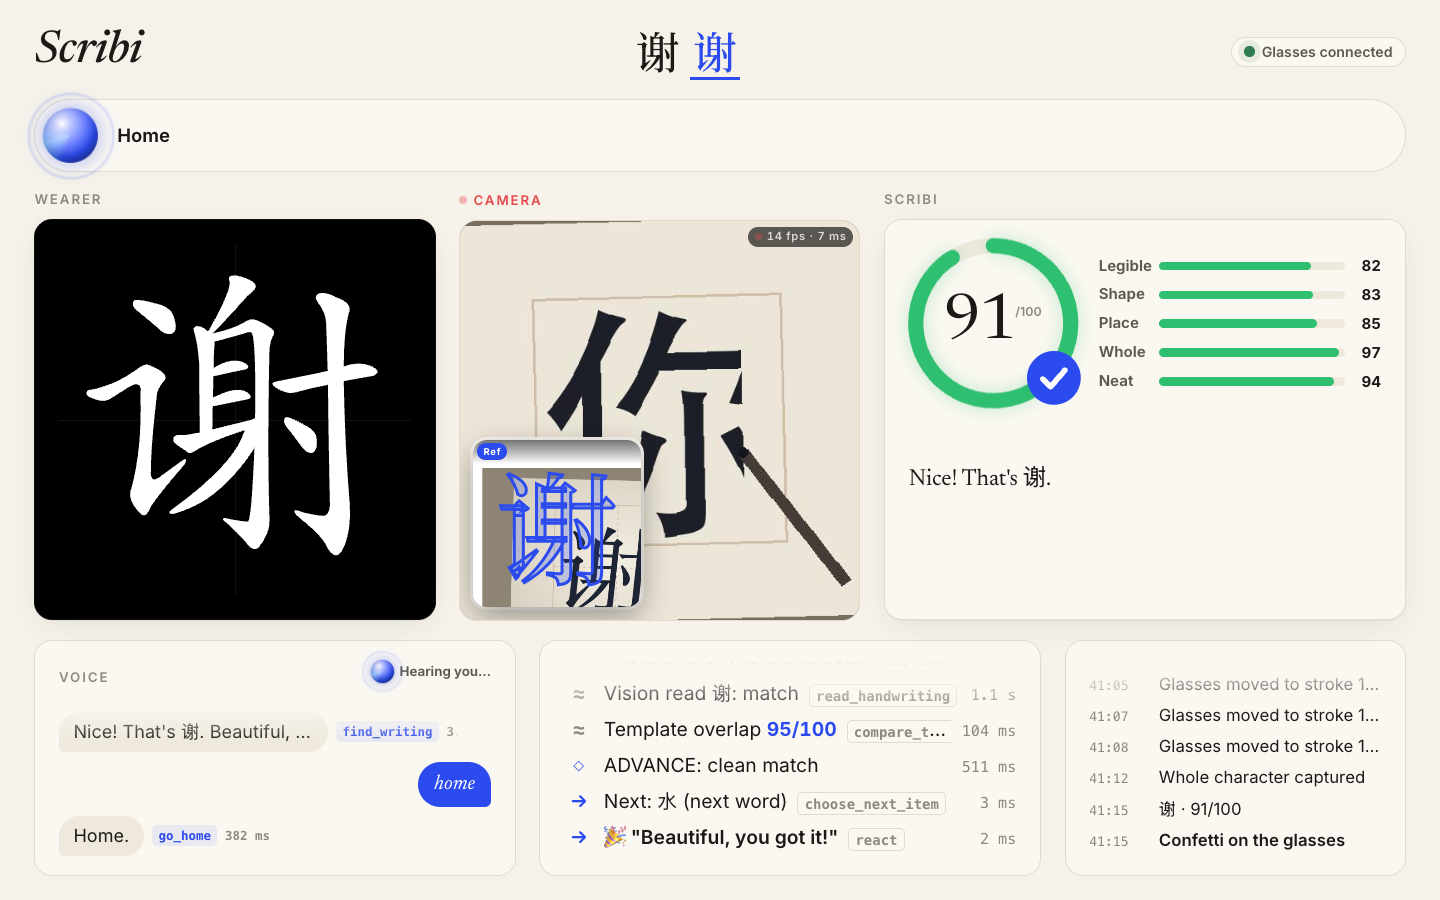 Scribi
谢 谢
Glasses connected
Home
WEARER
CAMERA
SCRIBI
谢
14 fps · 7 ms
你
Ref
谢
谢
91/100
Legible 82
Shape 83
Place 85
Whole 97
Neat 94
Nice! That's 谢.
VOICE
Hearing you...
Nice! That's 谢. Beautiful, ... find_writing 3
home
Home. go_home 382 ms
≈ Vision read 谢: match read_handwriting 1.1 s
≈ Template overlap 95/100 compare_t... 104 ms
◇ ADVANCE: clean match 511 ms
→ Next: 水 (next word) choose_next_item 3 ms
→ 🎉 "Beautiful, you got it!" react 2 ms
41:05 Glasses moved to stroke 1...
41:07 Glasses moved to stroke 1...
41:08 Glasses moved to stroke 1...
41:12 Whole character captured
41:15 谢 · 91/100
41:15 Confetti on the glasses